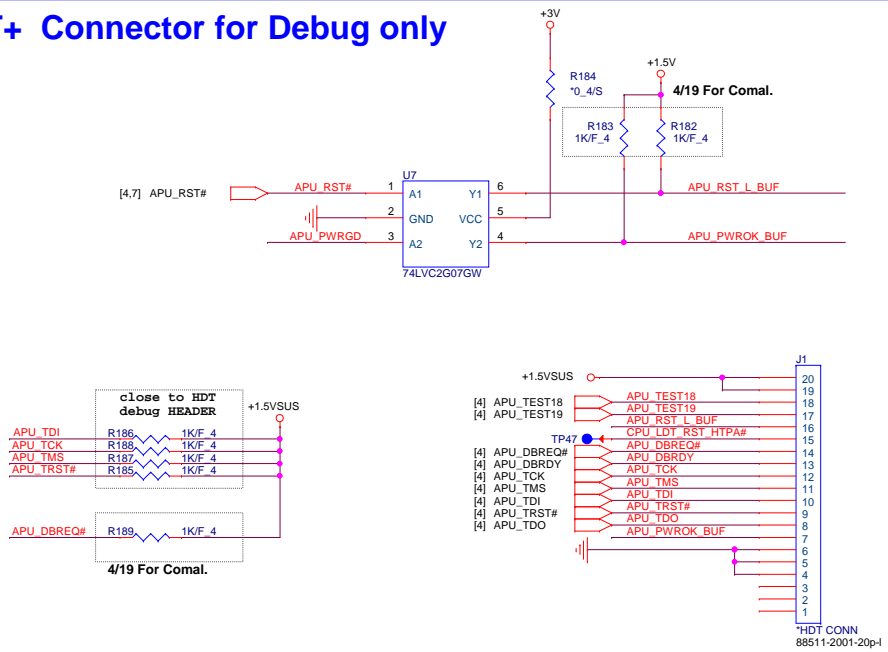 T+ Connector for Debug only
+3V
R184
*0_4/S
+1.5V
4/19 For Comal.
R183
1K/F_4
R182
1K/F_4
U7
[4,7] APU_RST#
APU_RST#
1
A1
Y1
6
APU_RST_L_BUF
2
GND
VCC
5
APU_PWRGD
3
A2
Y2
4
APU_PWROK_BUF
74LVC2G07GW
close to HDT
debug HEADER
+1.5VSUS
APU_TDI
R186
1K/F_4
APU_TCK
R188
1K/F_4
APU_TMS
R187
1K/F_4
APU_TRST#
R185
1K/F_4
APU_DBREQ#
R189
1K/F_4
4/19 For Comal.
J1
+1.5VSUS
20
19
[4] APU_TEST18
APU_TEST18
18
[4] APU_TEST19
APU_TEST19
17
APU_RST_L_BUF
16
TP47
CPU_LDT_RST_HTPA#
15
[4] APU_DBREQ#
APU_DBREQ#
14
[4] APU_DBRDY
APU_DBRDY
13
[4] APU_TCK
APU_TCK
12
[4] APU_TMS
APU_TMS
11
[4] APU_TDI
APU_TDI
10
[4] APU_TRST#
APU_TRST#
9
[4] APU_TDO
APU_TDO
8
APU_PWROK_BUF
7
6
5
4
3
2
1
*HDT CONN
88511-2001-20p-l